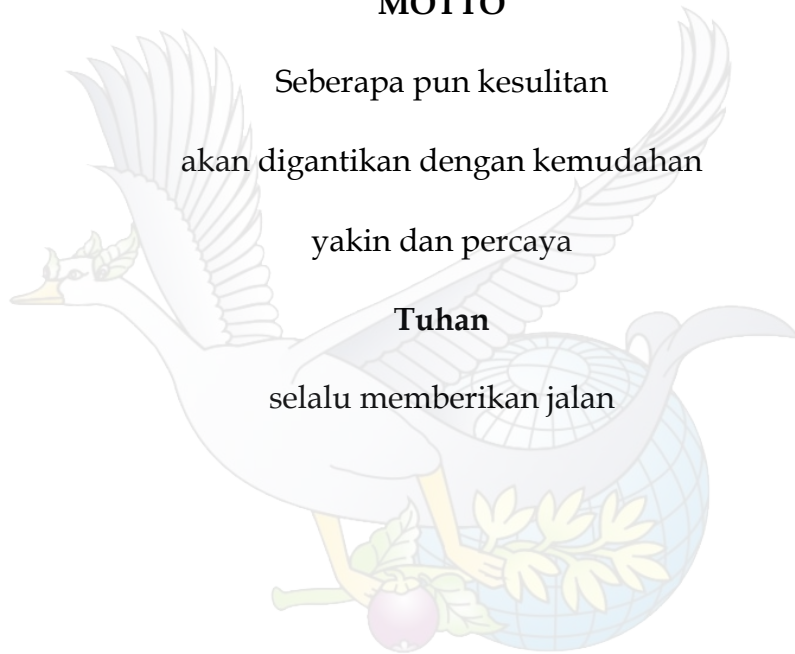 MOTTO
Seberapa pun kesulitan
akan digantikan dengan kemudahan
yakin dan percaya
Tuhan
selalu memberikan jalan